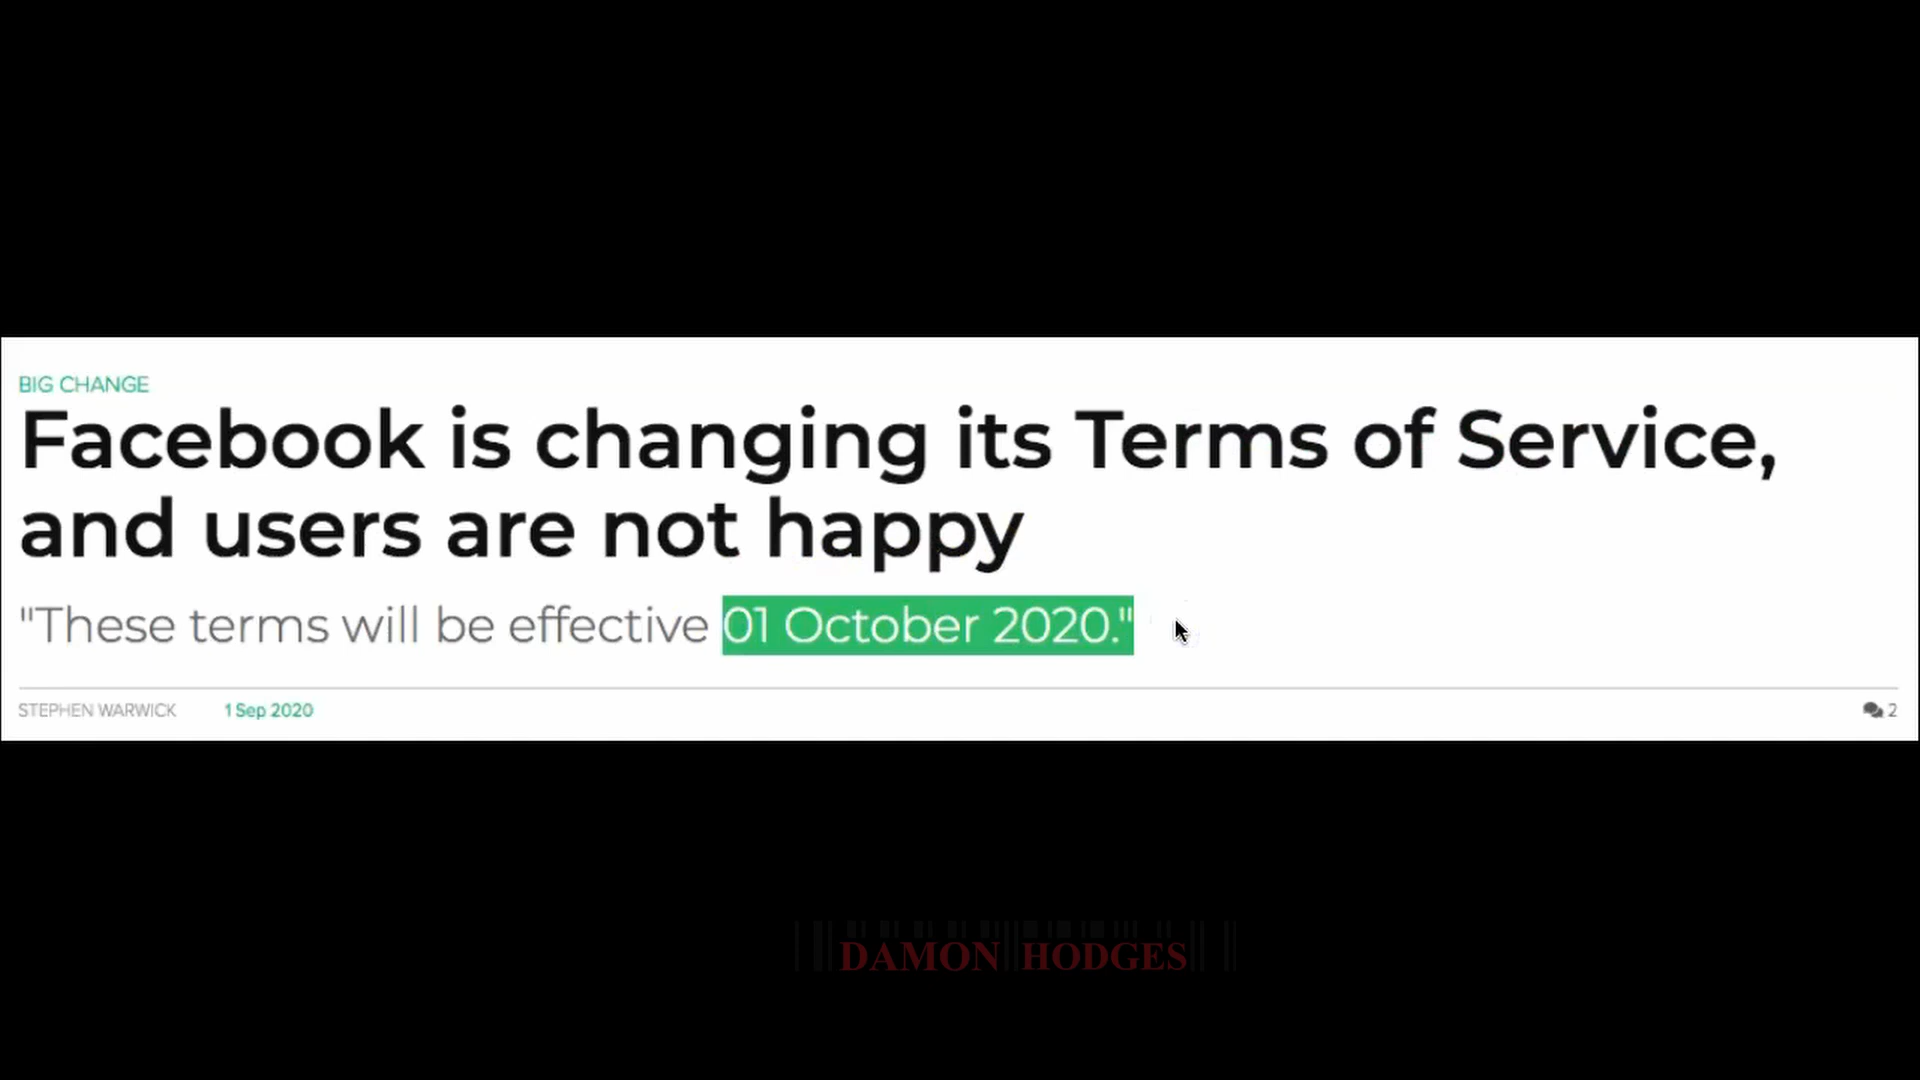 BIG CHANGE
Facebook is changing its Terms of Service,
and users are not happy
"These terms will be effective 01 October 2020."
STEPHEN WARWICK 1 Sep 2020 2
DAMON HODGES